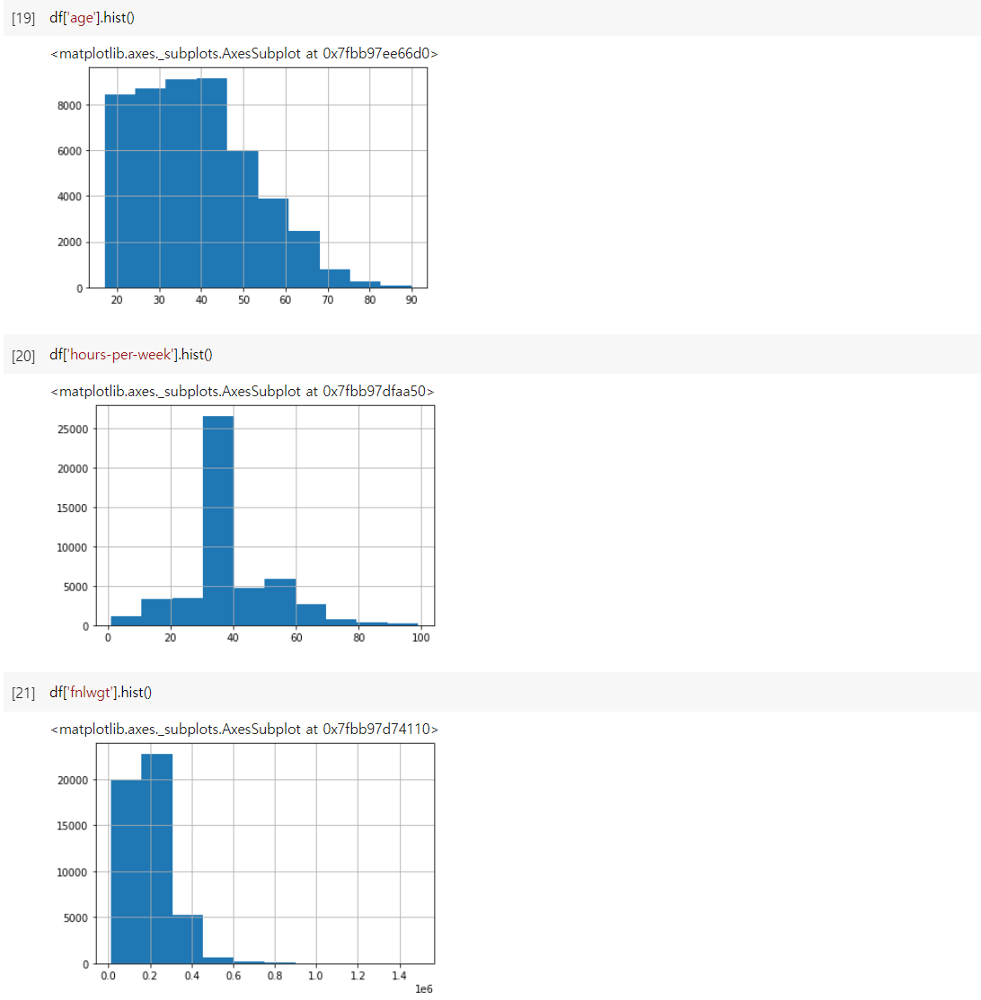 [19] df['age'].hist()
<matplotlib.axes._subplots.AxesSubplot at 0x7fbb97ee66d0>
8000
6000
4000
2000
0
20 30 40 50 60 70 80 90
[20] df['hours-per-week'].hist()
<matplotlib.axes._subplots.AxesSubplot at 0x7fbb97dfaa50>
25000
20000
15000
10000
5000
0
0 20 40 60 80 100
[21] df['fnlwgt'].hist()
<matplotlib.axes._subplots.AxesSubplot at 0x7fbb97d74110>
20000
15000
10000
5000
0
0.0 0.2 0.4 0.6 0.8 1.0 1.2 1.4
1e6